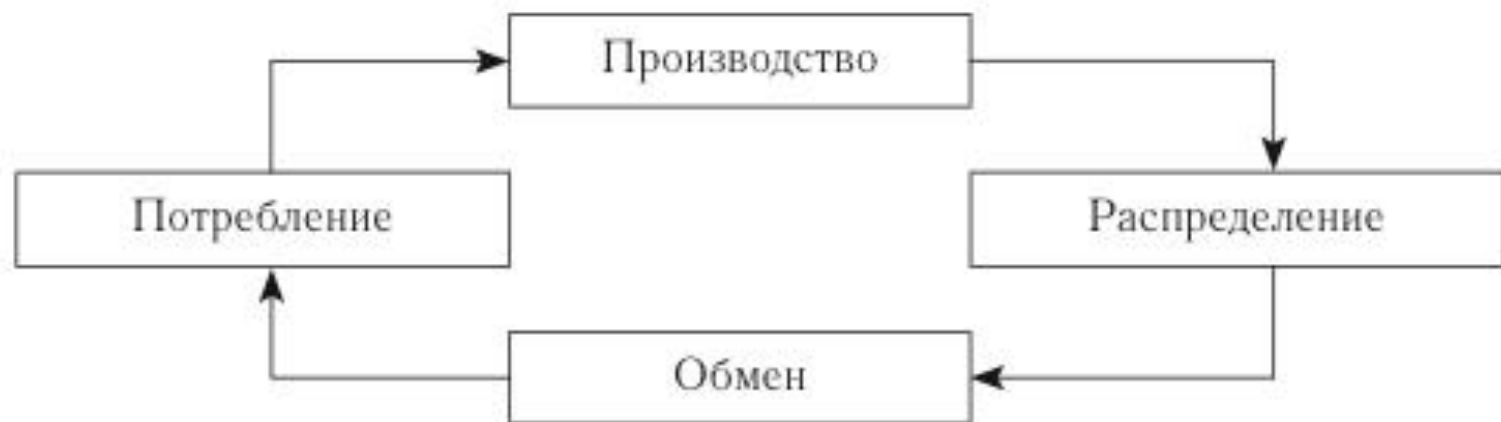 Производство
Потребление
Распределение
Обмен